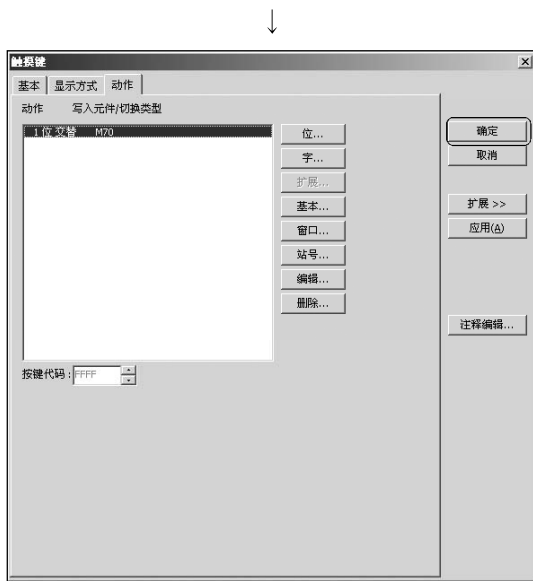 ↓
触摸键
基本 显示方式 动作
动作 写入元件/切换类型
1 位 交替 M70
位...
字...
扩展...
基本...
窗口...
站号...
编辑...
删除...
确定
取消
扩展 >>
应用(A)
注释编辑...
按键代码：FFFF